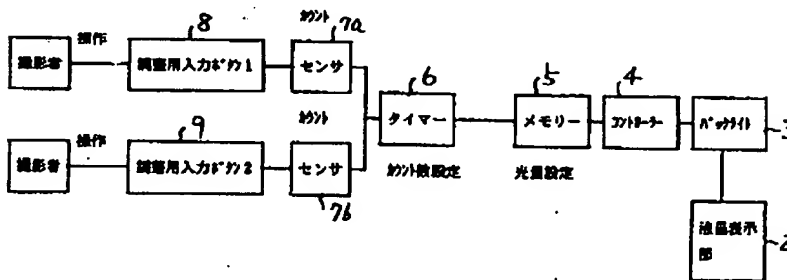 8
カウント
7a
操作
撮影者
調整用入力ボタン1
センサ
6
5
4
タイマー
メモリー
コントローラー
バックライト
3
9
カウント
操作
撮影者
調整用入力ボタン2
センサ
7b
カウント数設定
光量設定
液晶表示
部
2